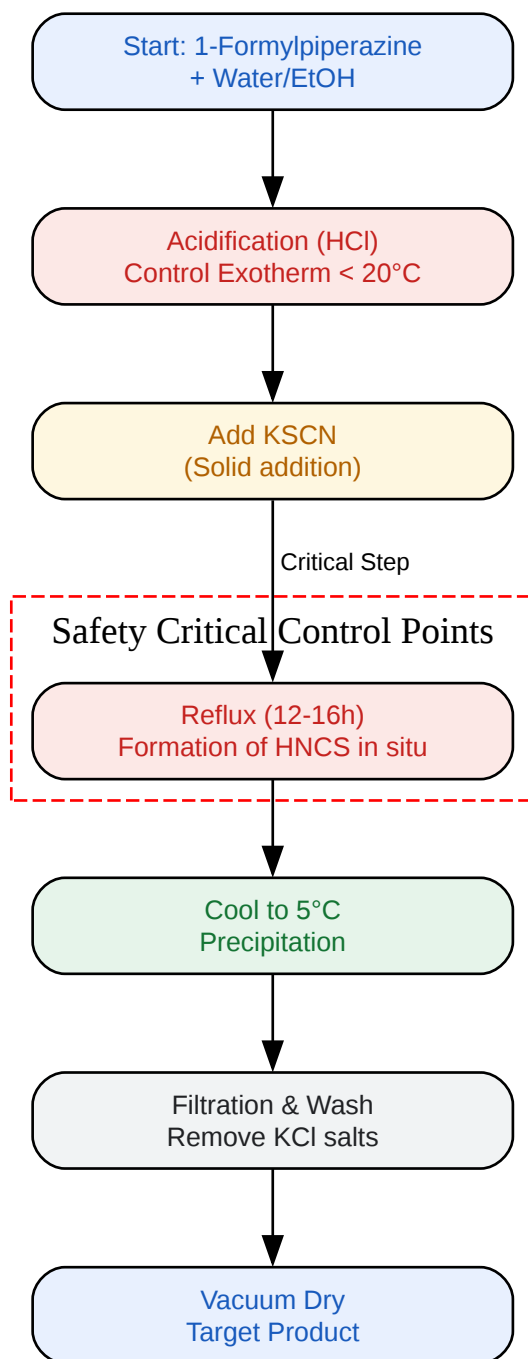 Start: 1-Formylpiperazine
+ Water/EtOH
Acidification (HCl)
Control Exotherm < 20°C
Add KSCN
(Solid addition)
Critical Step
Safety Critical Control Points
Reflux (12-16h)
Formation of HNCS in situ
Cool to 5°C
Precipitation
Filtration & Wash
Remove KCl salts
Vacuum Dry
Target Product